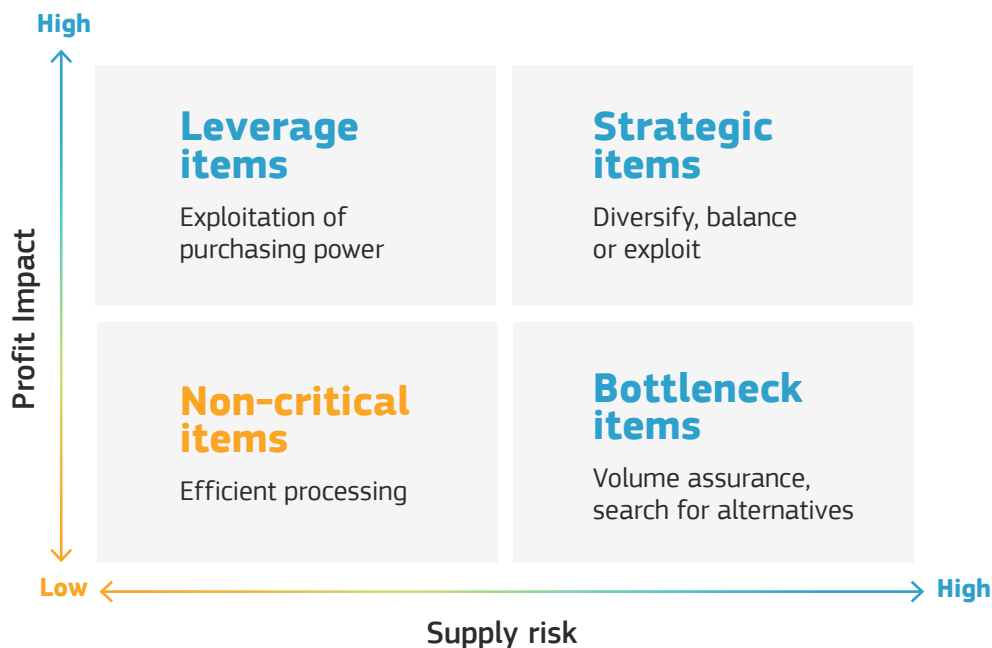 High
Profit Impact
Leverage
items
Exploitation of
purchasing power
Strategic
items
Diversify, balance
or exploit
Non-critical
items
Efficient processing
Bottleneck
items
Volume assurance,
search for alternatives
Low
High
Supply risk